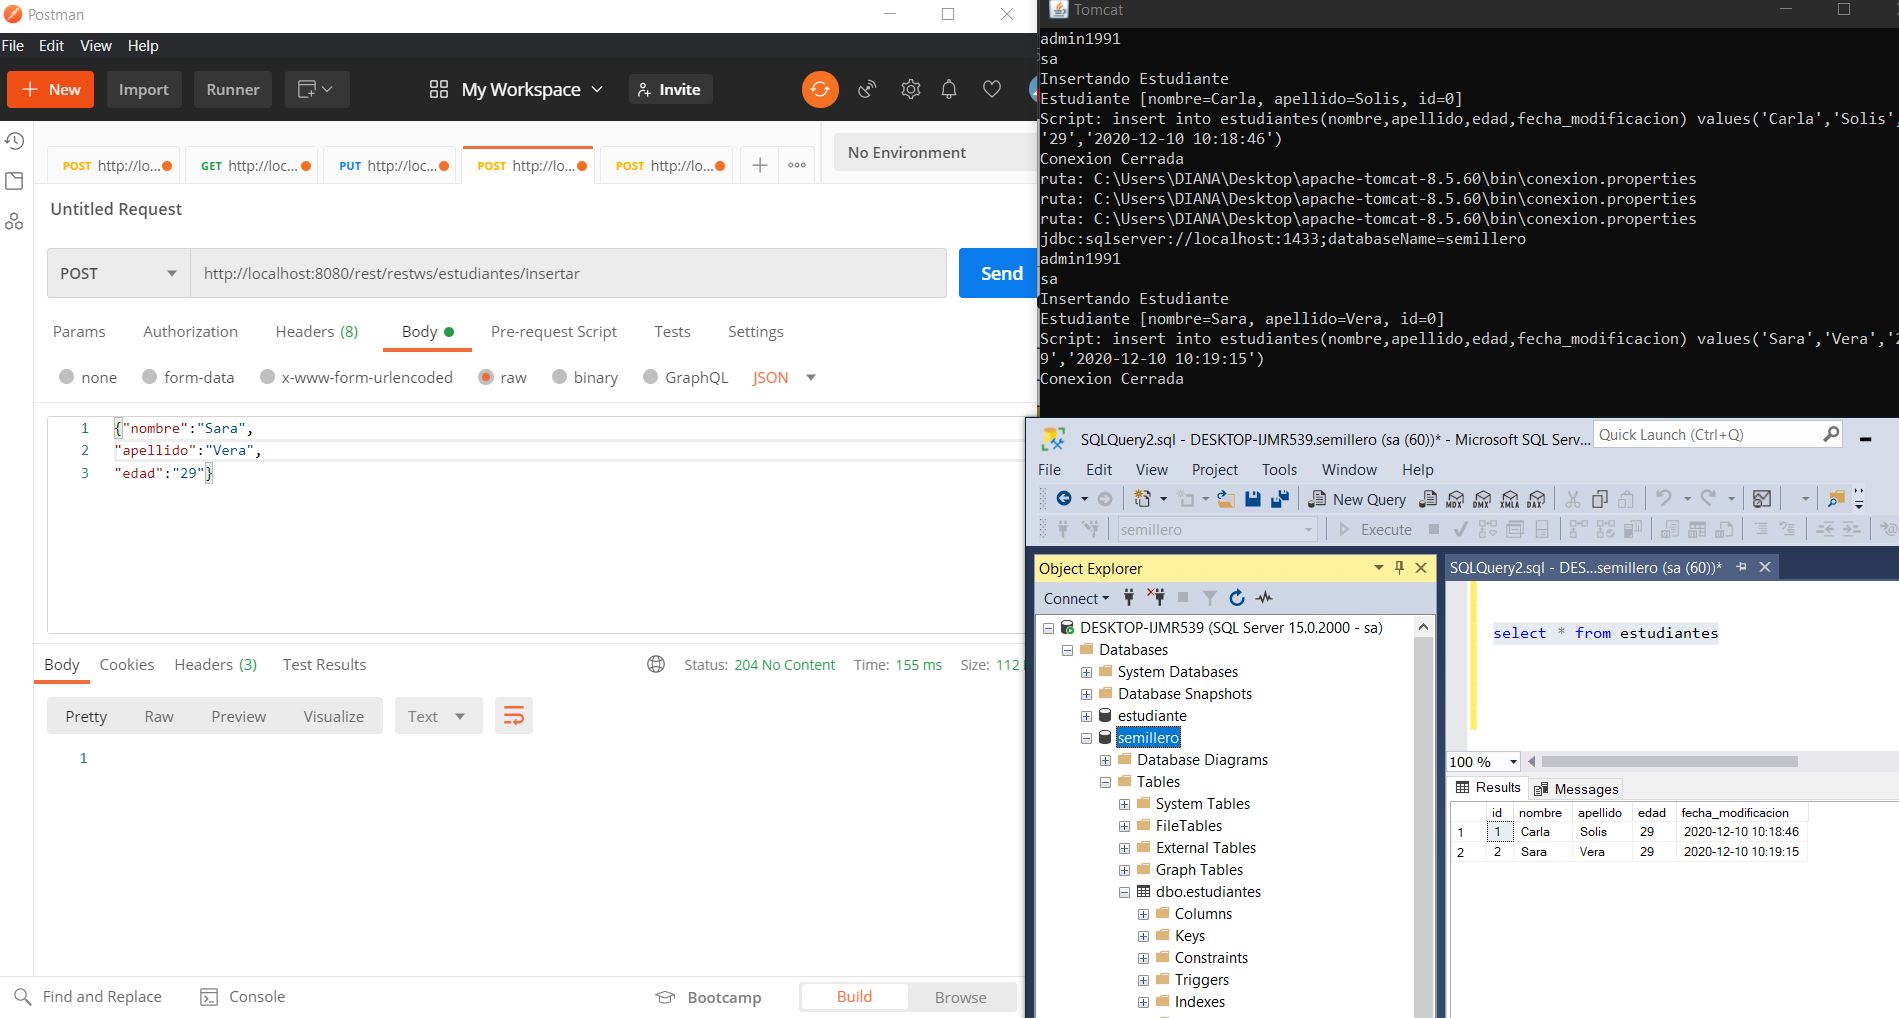 Postman
File Edit View Help
New Import Runner My Workspace Invite
POST http://lo... GET http://loc... PUT http://loc... POST http://lo... POST http://lo... No Environment
Untitled Request
POST http://localhost:8080/rest/restws/estudiantes/insertar Send
Params Authorization Headers (8) Body Pre-request Script Tests Settings
none form-data x-www-form-urlencoded raw binary GraphQL JSON
1 {"nombre":"Sara",
2 "apellido":"Vera",
3 "edad":"29"}
Body Cookies Headers (3) Test Results Status: 204 No Content Time: 155 ms Size: 112
Pretty Raw Preview Visualize Text
1
Find and Replace Console Bootcamp Build Browse
Tomcat
admin1991
sa
Insertando Estudiante
Estudiante [nombre=Carla, apellido=Solis, id=0]
Script: insert into estudiantes(nombre,apellido,edad,fecha_modificacion) values('Carla','Solis',
'29','2020-12-10 10:18:46')
Conexion Cerrada
ruta: C:\Users\DIANA\Desktop\apache-tomcat-8.5.60\bin\conexion.properties
ruta: C:\Users\DIANA\Desktop\apache-tomcat-8.5.60\bin\conexion.properties
ruta: C:\Users\DIANA\Desktop\apache-tomcat-8.5.60\bin\conexion.properties
jdbc:sqlserver://localhost:1433;databaseName=semillero
admin1991
sa
Insertando Estudiante
Estudiante [nombre=Sara, apellido=Vera, id=0]
Script: insert into estudiantes(nombre,apellido,edad,fecha_modificacion) values('Sara','Vera','2
9','2020-12-10 10:19:15')
Conexion Cerrada
SQLQuery2.sql - DESKTOP-IJMR539.semillero (sa (60))* - Microsoft SQL Serv... Quick Launch (Ctrl+Q)
File Edit View Project Tools Window Help
New Query MDX DMX XMLA DAX
semillero Execute
Object Explorer
Connect
DESKTOP-IJMR539 (SQL Server 15.0.2000 - sa)
Databases
System Databases
Database Snapshots
estudiante
semillero
Database Diagrams
Tables
System Tables
FileTables
External Tables
Graph Tables
dbo.estudiantes
Columns
Keys
Constraints
Triggers
Indexes
SQLQuery2.sql - DES...semillero (sa (60))*
select * from estudiantes
100 %
Results Messages
id nombre apellido edad fecha_modificacion
1 1 Carla Solis 29 2020-12-10 10:18:46
2 2 Sara Vera 29 2020-12-10 10:19:15